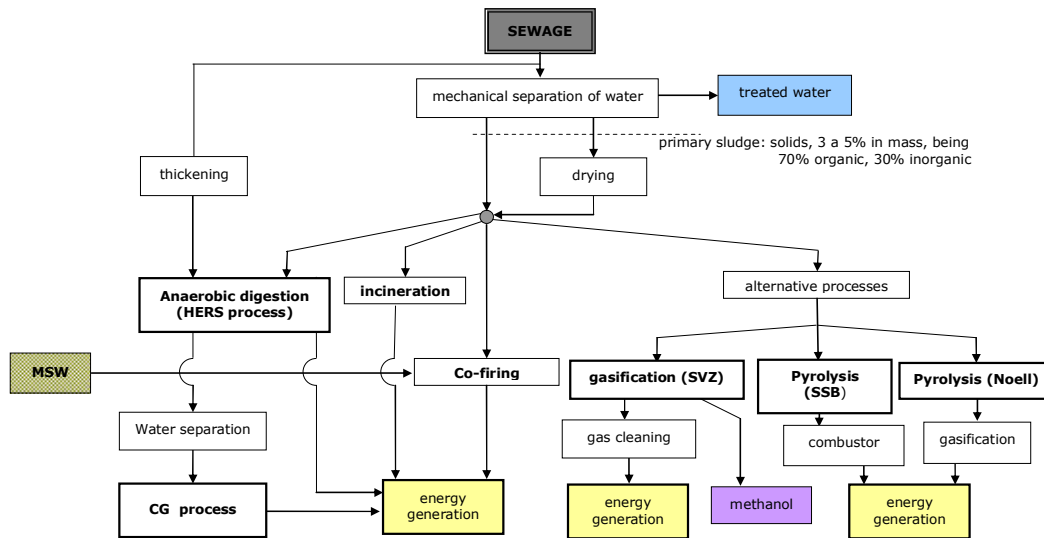 SEWAGE
mechanical separation of water
treated water
primary sludge: solids, 3 a 5% in mass, being
70% organic, 30% inorganic
thickening
drying
Anaerobic digestion
(HERS process)
incineration
alternative processes
MSW
Co-firing
gasification (SVZ)
Pyrolysis
(SSB)
Pyrolysis (Noell)
Water separation
gas cleaning
combustor
gasification
CG process
energy
generation
energy
generation
methanol
energy
generation